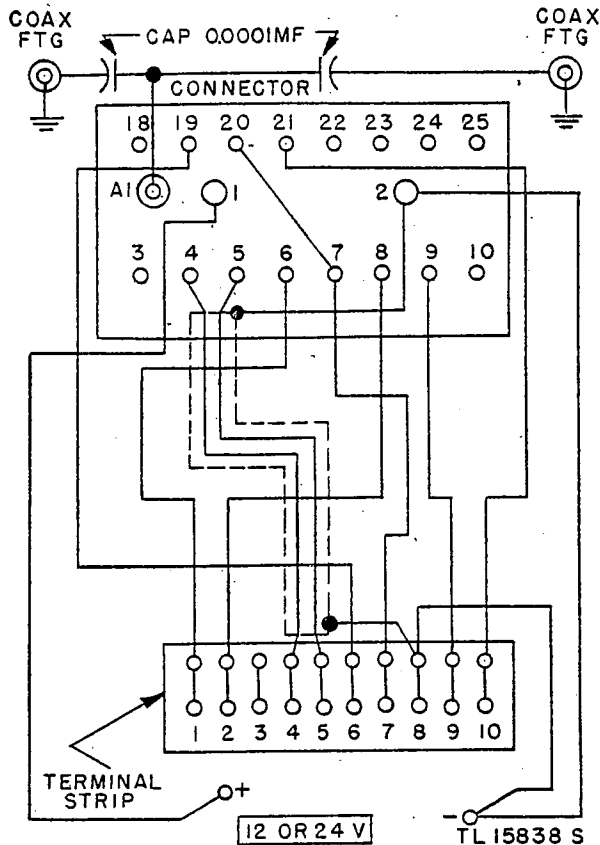 COAX
FTG
CAP 0.0001MF
COAX
FTG
CONNECTOR
18 19 20 21 22 23 24 25
A1 1 2
3 4 5 6 7 8 9 10
1 2 3 4 5 6 7 8 9 10
TERMINAL
STRIP
+
12 OR 24 V
-
TL 15838 S